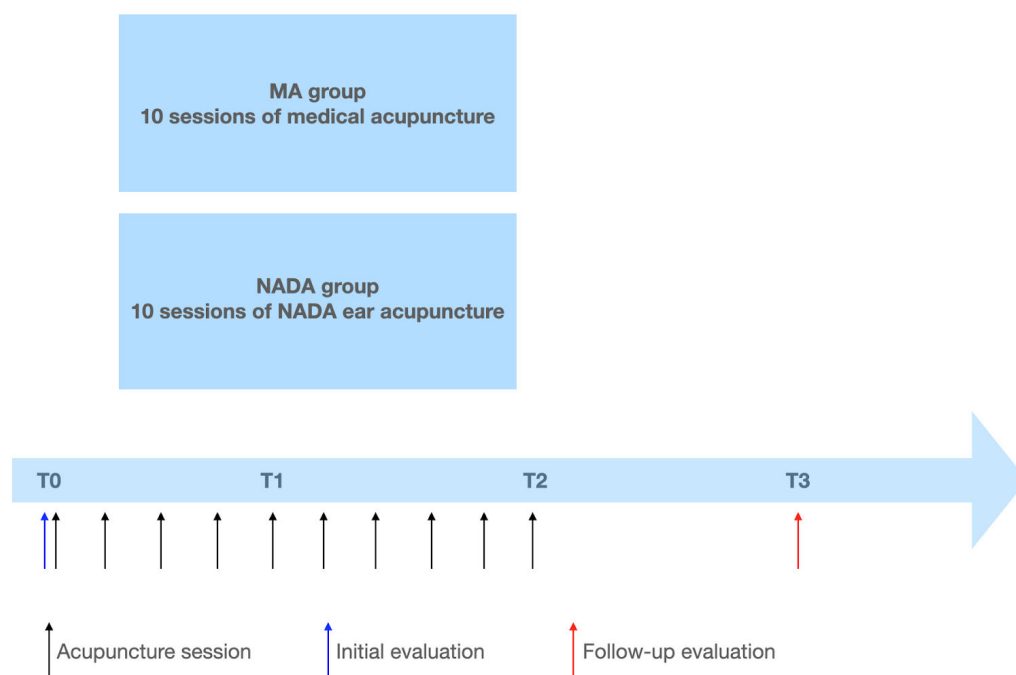 MA group
10 sessions of medical acupuncture
NADA group
10 sessions of NADA ear acupuncture
T0 T1 T2 T3
Acupuncture session Initial evaluation Follow-up evaluation